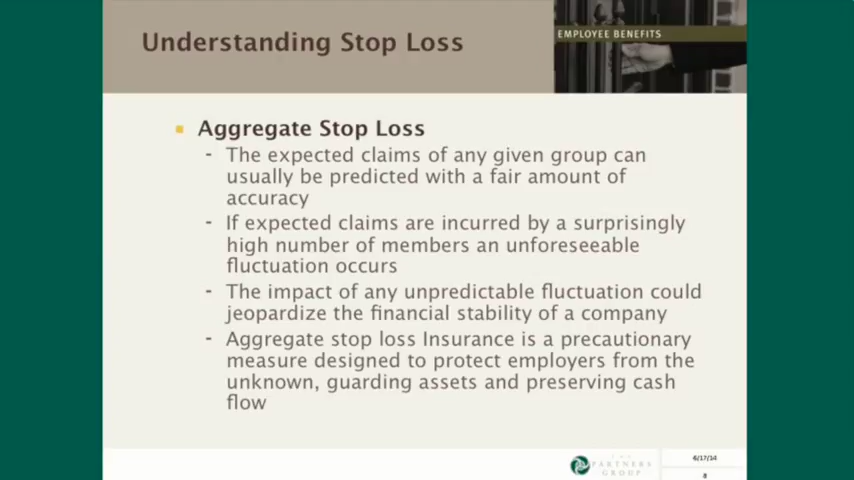 Understanding Stop Loss
EMPLOYEE BENEFITS
Aggregate Stop Loss
- The expected claims of any given group can
usually be predicted with a fair amount of
accuracy
- If expected claims are incurred by a surprisingly
high number of members an unforeseeable
fluctuation occurs
- The impact of any unpredictable fluctuation could
jeopardize the financial stability of a company
- Aggregate stop loss Insurance is a precautionary
measure designed to protect employers from the
unknown, guarding assets and preserving cash
flow
PARTNERS
GROUP
6/17/14
8